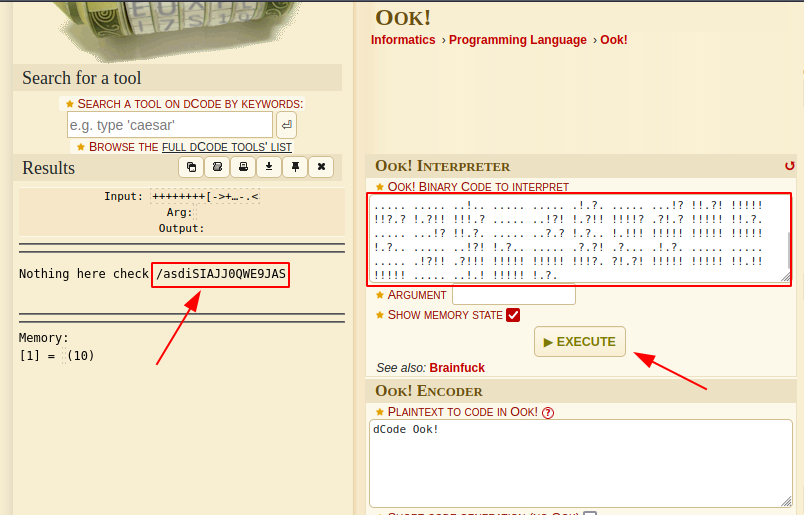 OOK!
Informatics › Programming Language › Ook!
Search for a tool
★ SEARCH A TOOL ON DCODE BY KEYWORDS:
e.g. type 'caesar'
★ BROWSE THE FULL DCODE TOOLS' LIST
Results
Input: ++++++++[->+…-.<
Arg:
Output:
Nothing here check /asdiSIAJJ0QWE9JAS
Memory:
[1] = (10)
OOK! INTERPRETER
★ OOK! BINARY CODE TO INTERPRET
..... ..... ..!.. ..... ..... .!.?. ..... ...!? !!.?! !!!!!
!!?.? !.?!! !!!.? ..... ..!?! !.?!! !!!!? .?!.? !!!!! !!.?.
..... ...!? !!.?. ..... ..?.? !.?.. !.!!! !!!!! !!!!! !!!!!
!.?.. ..... ..!?! !.?.. ..... .?.?! .?... .!.?. ..... .....
..... .!?!! .?!!! !!!!! !!!!! !!!?. ?!.?! !!!!! !!!!! !!.!!
!!!!! ..... ..!.! !!!!! !.?.
★ ARGUMENT
★ SHOW MEMORY STATE
▶ EXECUTE
See also: Brainfuck
OOK! ENCODER
★ PLAINTEXT TO CODE IN OOK! ?
dCode Ook!